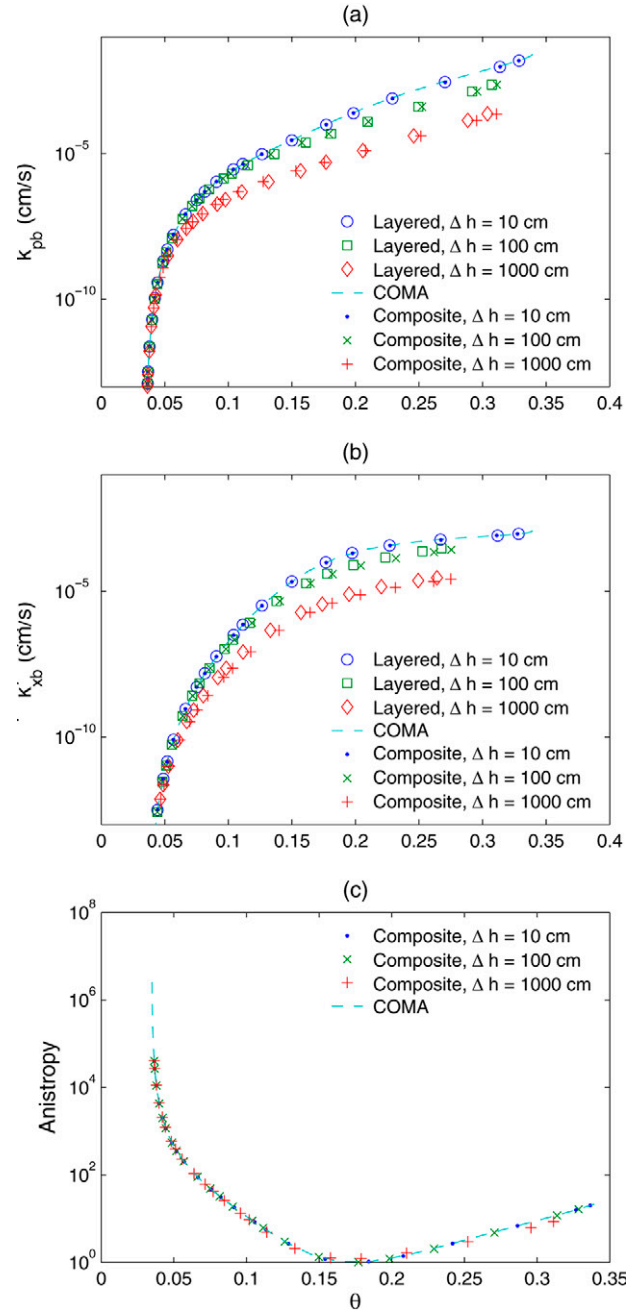 (a)
k pb (cm/s)
10^-5
10^-10
Layered, Δ h = 10 cm
Layered, Δ h = 100 cm
Layered, Δ h = 1000 cm
COMA
Composite, Δ h = 10 cm
Composite, Δ h = 100 cm
Composite, Δ h = 1000 cm
0 0.05 0.1 0.15 0.2 0.25 0.3 0.35 0.4
(b)
κ xb (cm/s)
10^-5
10^-10
Layered, Δ h = 10 cm
Layered, Δ h = 100 cm
Layered, Δ h = 1000 cm
COMA
Composite, Δ h = 10 cm
Composite, Δ h = 100 cm
Composite, Δ h = 1000 cm
0 0.05 0.1 0.15 0.2 0.25 0.3 0.35 0.4
(c)
Anistropy
10^8
10^6
10^4
10^2
10^0
Composite, Δ h = 10 cm
Composite, Δ h = 100 cm
Composite, Δ h = 1000 cm
COMA
0 0.05 0.1 0.15 0.2 0.25 0.3 0.35
θ